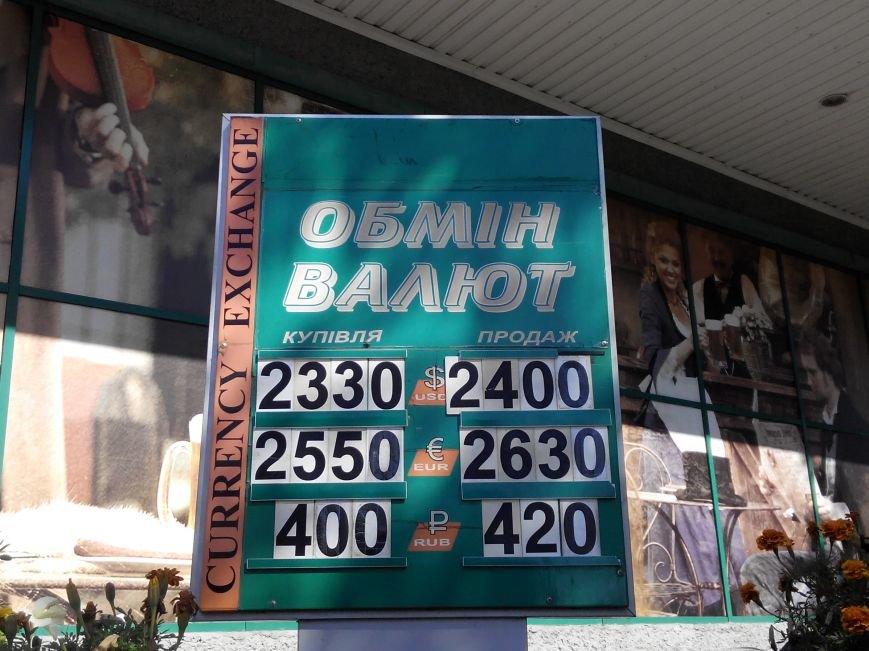 CURRENCY EXCHANGE
ОБМІН
ВАЛЮТ
КУПІВЛЯ ПРОДАЖ
2330 $ USD 2400
2550 € EUR 2630
400 ₽ RUB 420